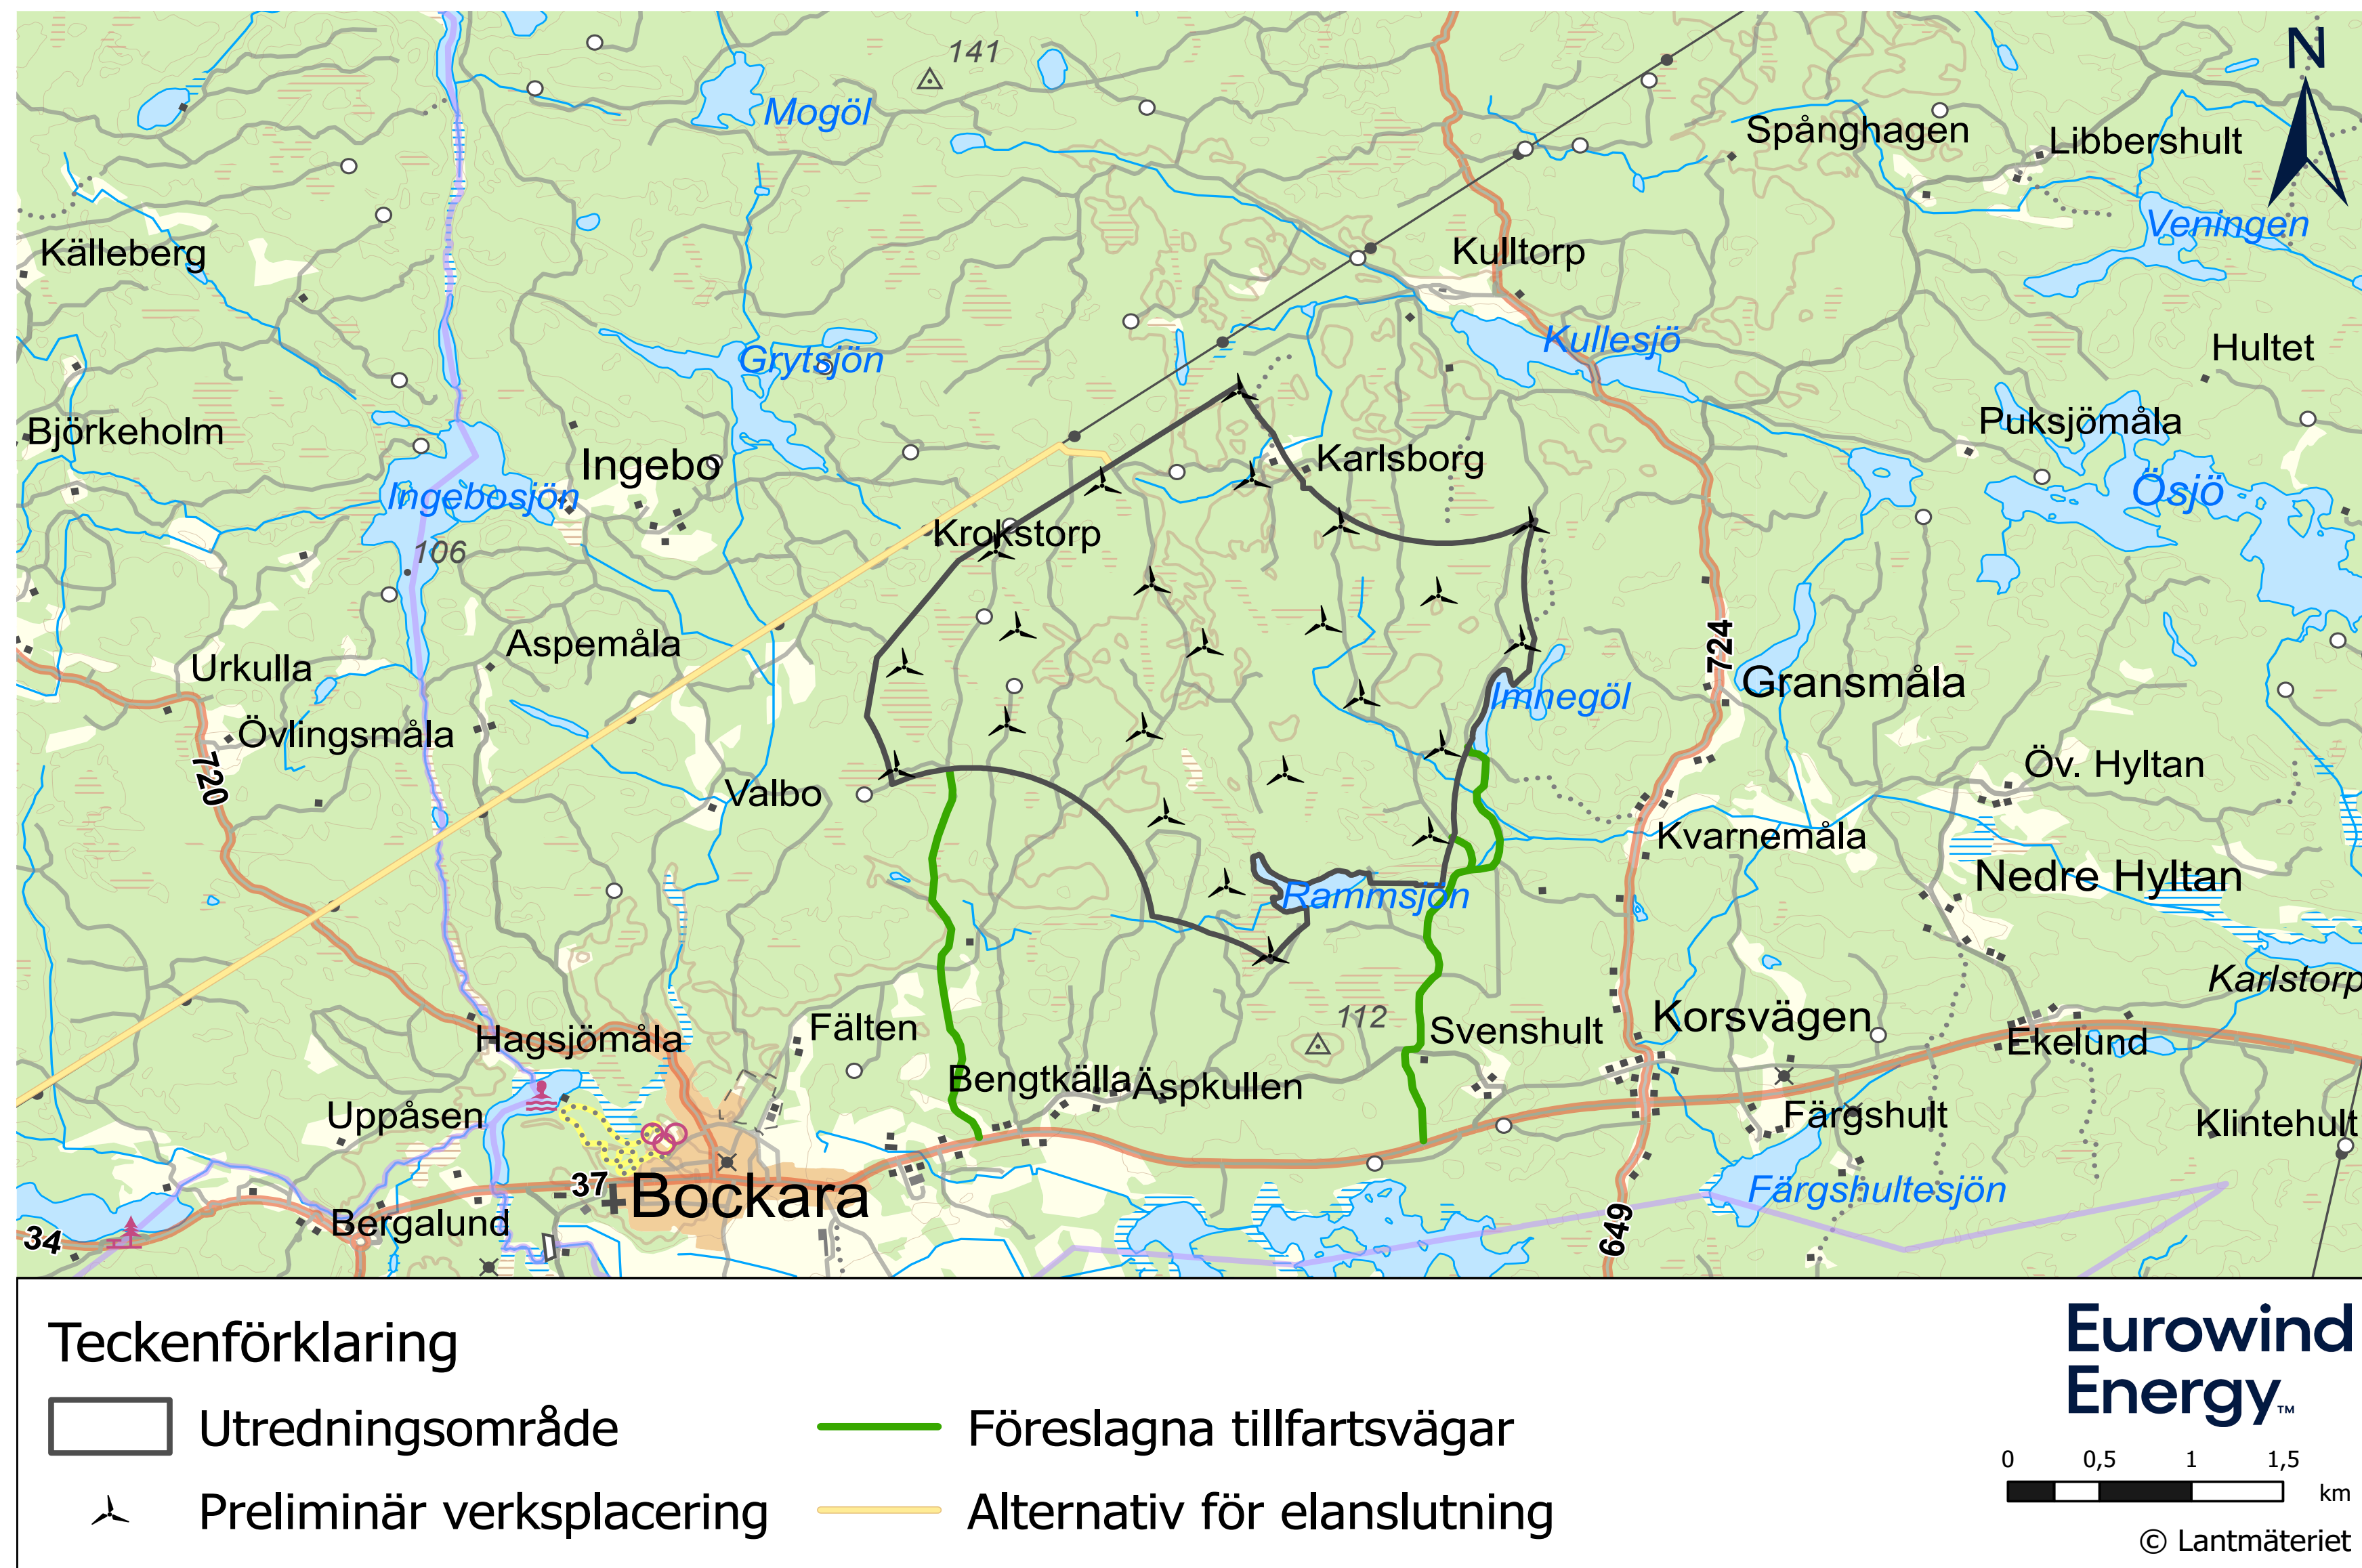 141
N
Mogöl
Spånghagen
Libbershult
Veningen
Källeberg
Kulltorp
Kullesjö
Hultet
Grytsjön
Björkeholm
Puksjömåla
Ingebo
Karlsborg
Ösjö
Ingebosjön
Krokstorp
106
Aspemåla
724
Urkulla
Gransmåla
Imnegöl
Övlingsmåla
720
Valbo
Öv. Hyltan
Kvarnemåla
Nedre Hyltan
Rammsjön
Karlstorp
Fälten
112
Svenshult
Korsvägen
Hagsjömåla
Ekelund
Bengtkälla
Äspkullen
Uppåsen
Färgshult
Klintehult
37
Bockara
Färgshultesjön
Bergalund
34
649
Teckenförklaring
Utredningsområde
Föreslagna tillfartsvägar
Preliminär verksplacering
Alternativ för elanslutning
Eurowind
Energy™
0 0,5 1 1,5
km
© Lantmäteriet